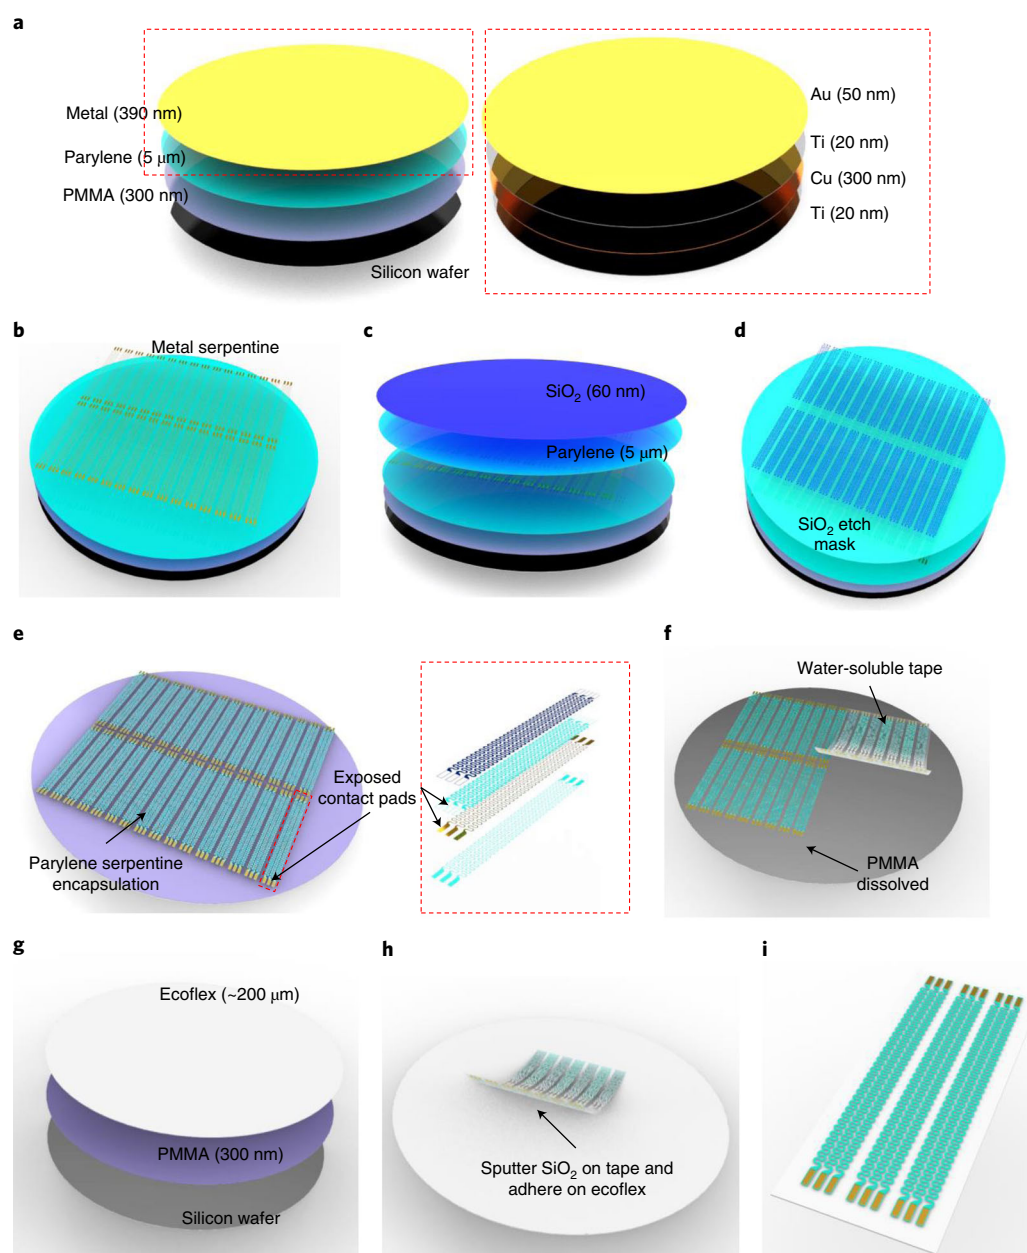 a
Metal (390 nm)
Parylene (5 µm)
PMMA (300 nm)
Silicon wafer
Au (50 nm)
Ti (20 nm)
Cu (300 nm)
Ti (20 nm)
b
Metal serpentine
c
SiO₂ (60 nm)
Parylene (5 µm)
d
SiO₂ etch
mask
e
Parylene serpentine
encapsulation
Exposed
contact pads
f
Water-soluble tape
PMMA
dissolved
g
Ecoflex (~200 µm)
PMMA (300 nm)
Silicon wafer
h
Sputter SiO₂ on tape and
adhere on ecoflex
i